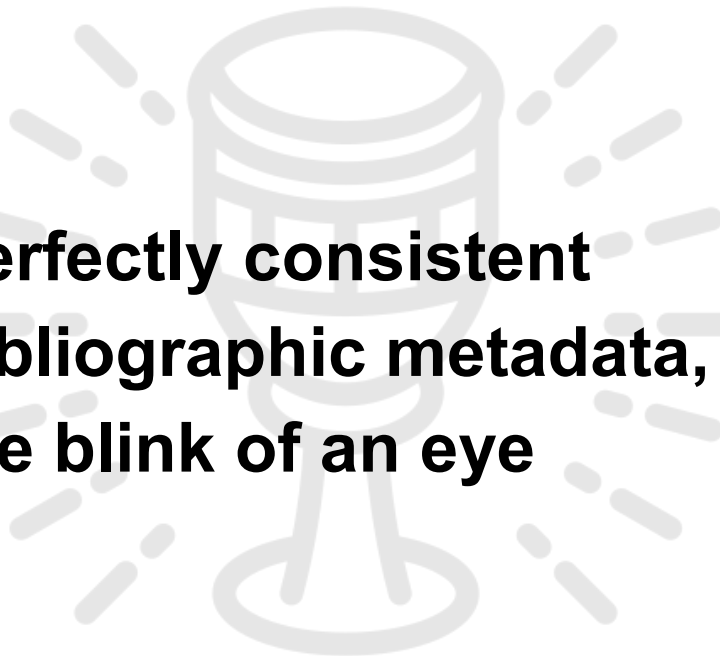 erfectly consistent
bliographic metadata,
e blink of an eye